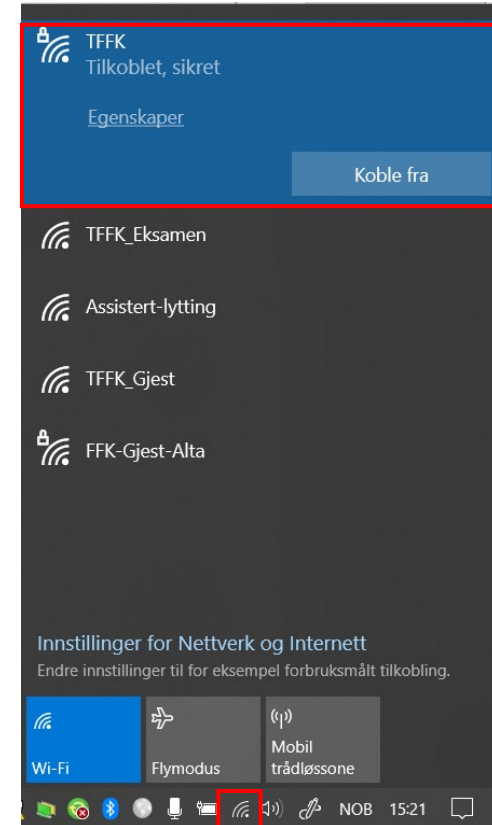 TFFK
Tilkoblet, sikret
Egenskaper
Koble fra
TFFK_Eksamen
Assistert-lytting
TFFK_Gjest
FFK-Gjest-Alta
Innstillinger for Nettverk og Internett
Endre innstillinger til for eksempel forbruksmålt tilkobling.
Wi-Fi
Flymodus
Mobil
trådløssone
NOB 15:21